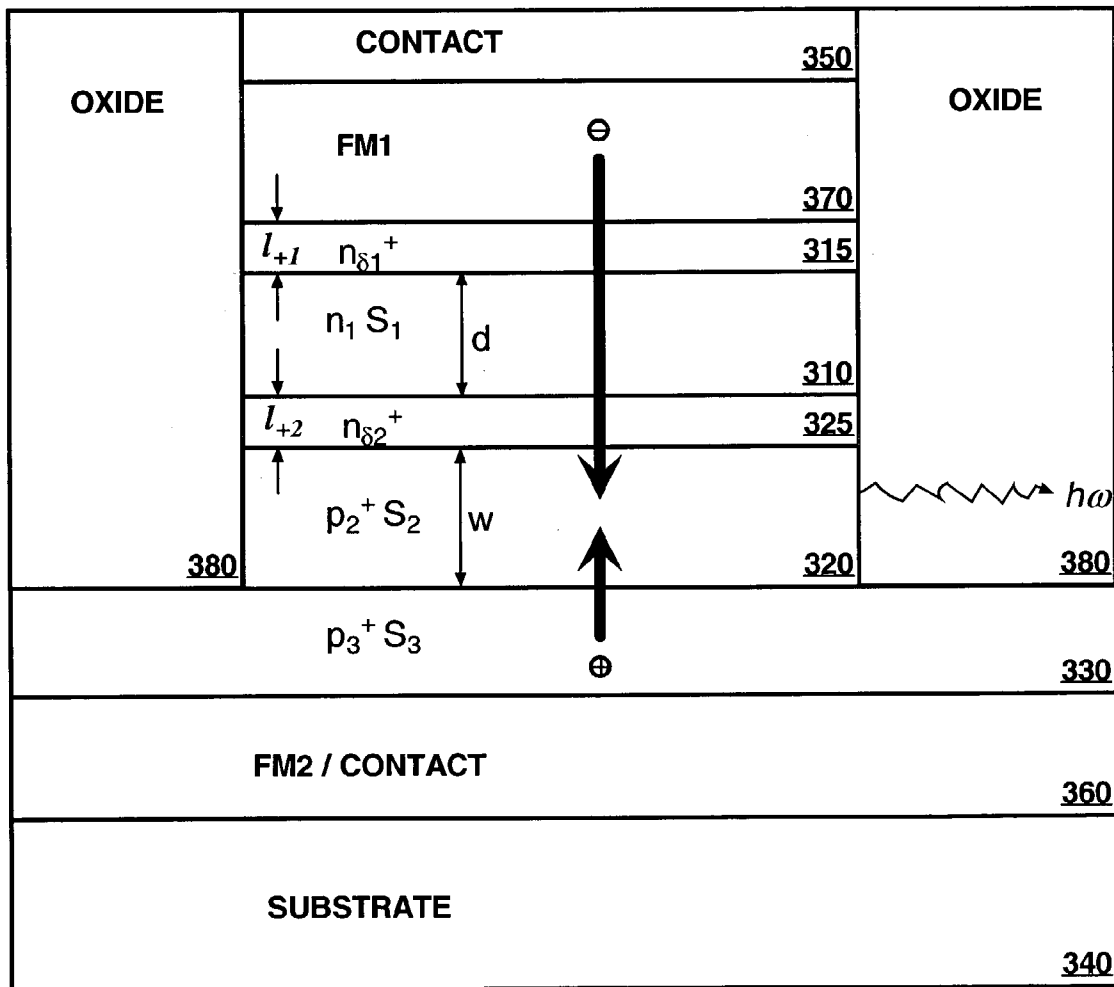 CONTACT
350
OXIDE
OXIDE
FM1
⊖
370
l₊₁ nδ1⁺
315
n₁ S₁
d
310
l₊₂ nδ2⁺
325
p₂⁺ S₂
w
hω
380
320
380
p₃⁺ S₃
⊕
330
FM2 / CONTACT
360
SUBSTRATE
340